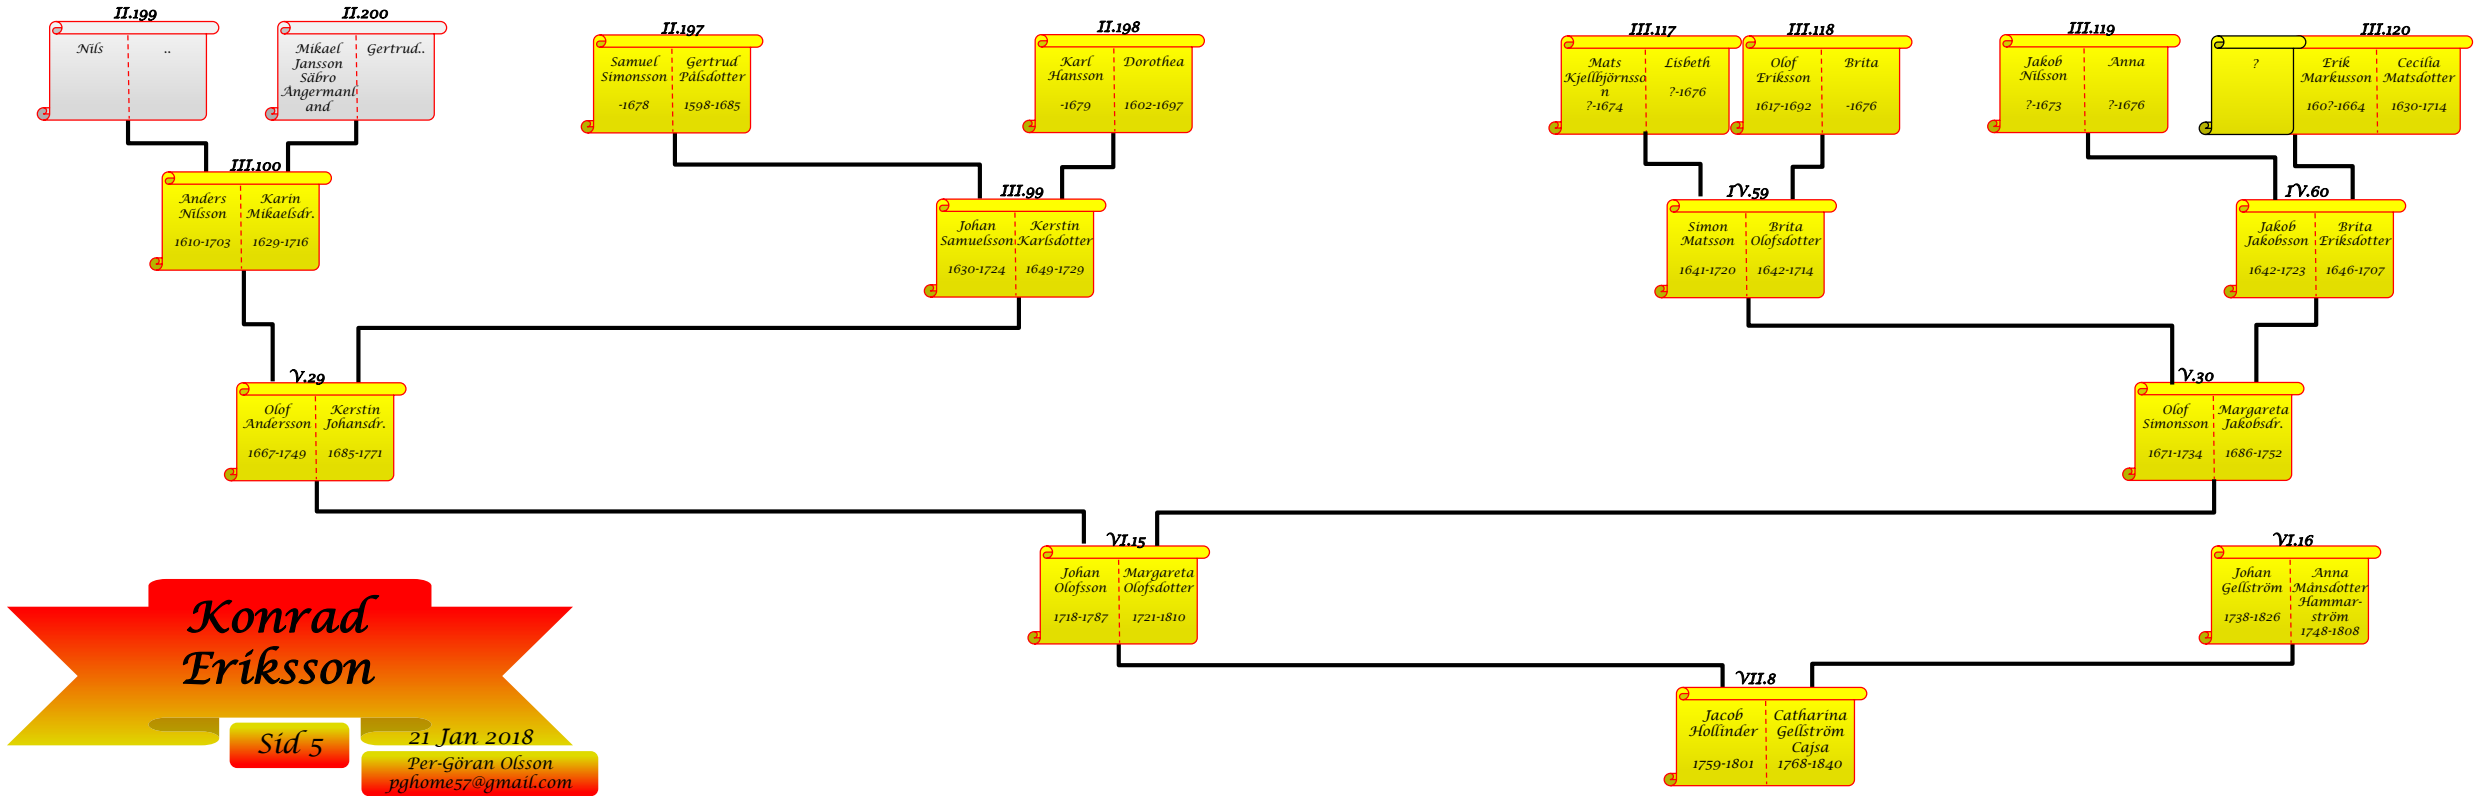 II.199
Nils
..
II.200
Mikael
Jansson
Säbro
Ångermanl
and
Gertrud..
II.197
Samuel
Simonsson
-1678
Gertrud
Pålsdotter
1598-1685
II.198
Karl
Hansson
-1679
Dorothea
1602-1697
III.117
Mats
Kjellbjörnsso
n
?-1674
Lisbeth
?-1676
III.118
Olof
Eriksson
1617-1692
Brita
-1676
III.119
Jakob
Nilsson
?-1673
Anna
?-1676
III.120
?
Erik
Markusson
160?-1664
Cecilia
Matsdotter
1630-1714
III.100
Anders
Nilsson
1610-1703
Karin
Mikaelsdr.
1629-1716
III.99
Johan
Samuelsson
1630-1724
Kerstin
Karlsdotter
1649-1729
IV.59
Simon
Matsson
1641-1720
Brita
Olofsdotter
1642-1714
IV.60
Jakob
Jakobsson
1642-1723
Brita
Eriksdotter
1646-1707
V.29
Olof
Andersson
1667-1749
Kerstin
Johansdr.
1685-1771
V.30
Olof
Simonsson
1671-1734
Margareta
Jakobsdr.
1686-1752
VI.15
Johan
Olofsson
1718-1787
Margareta
Olofsdotter
1721-1810
VI.16
Johan
Gellström
1738-1826
Anna
Månsdotter
Hammar-
ström
1748-1808
VII.8
Jacob
Hollinder
1759-1801
Catharina
Gellström
Cajsa
1768-1840
Konrad
Eriksson
Sid 5
21 Jan 2018
Per-Göran Olsson
pghome57@gmail.com